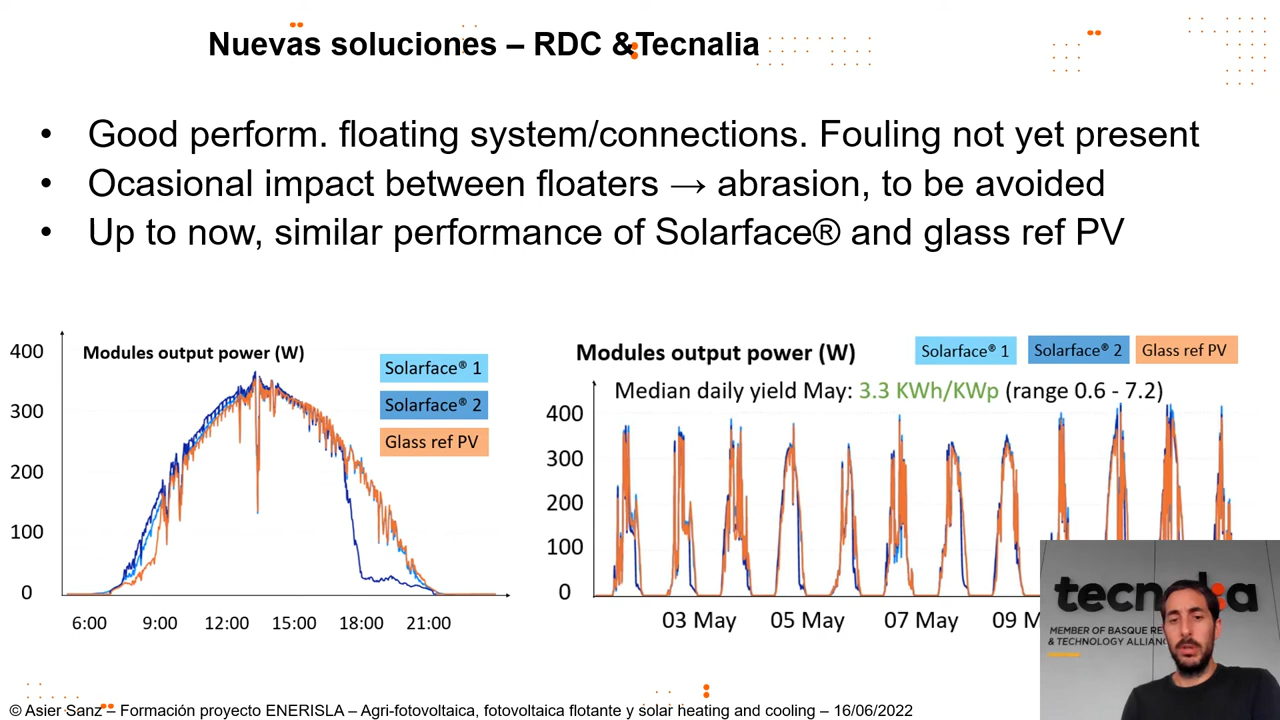 Nuevas soluciones – RDC &Tecnalia
• Good perform. floating system/connections. Fouling not yet present
• Ocasional impact between floaters → abrasion, to be avoided
• Up to now, similar performance of Solarface® and glass ref PV
Modules output power (W)
Solarface® 1
Solarface® 2
Glass ref PV
400
300
200
100
0
6:00 9:00 12:00 15:00 18:00 21:00
Modules output power (W)
Solarface® 1 Solarface® 2 Glass ref PV
Median daily yield May: 3.3 KWh/KWp (range 0.6 - 7.2)
400
300
200
100
0
03 May 05 May 07 May 09 M
MEMBER OF BASQUE RE
& TECHNOLOGY ALLIAN
© Asier Sanz – Formación proyecto ENERISLA – Agri-fotovoltaica, fotovoltaica flotante y solar heating and cooling – 16/06/2022